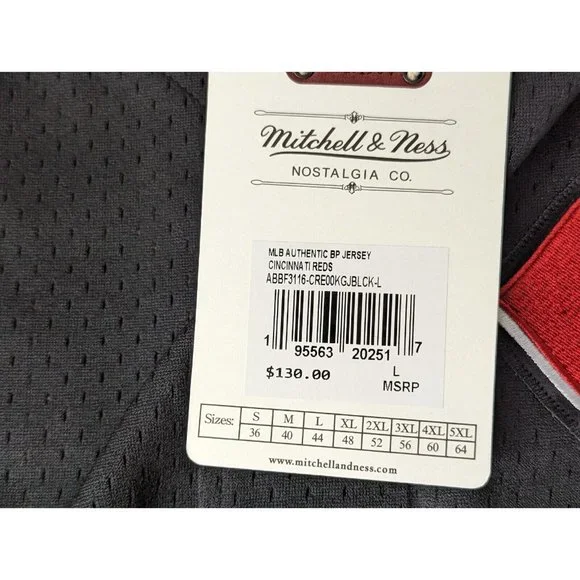 Mitchell & Ness
NOSTALGIA CO.
MLB AUTHENTIC BP JERSEY
CINCINNATI REDS
ABBF3116-CRE00KGJBLCK-L
1 95563 20251 7
$130.00 L
MSRP
Sizes: S M L XL 2XL 3XL 4XL 5XL
36 40 44 48 52 56 60 64
www.mitchellandness.com